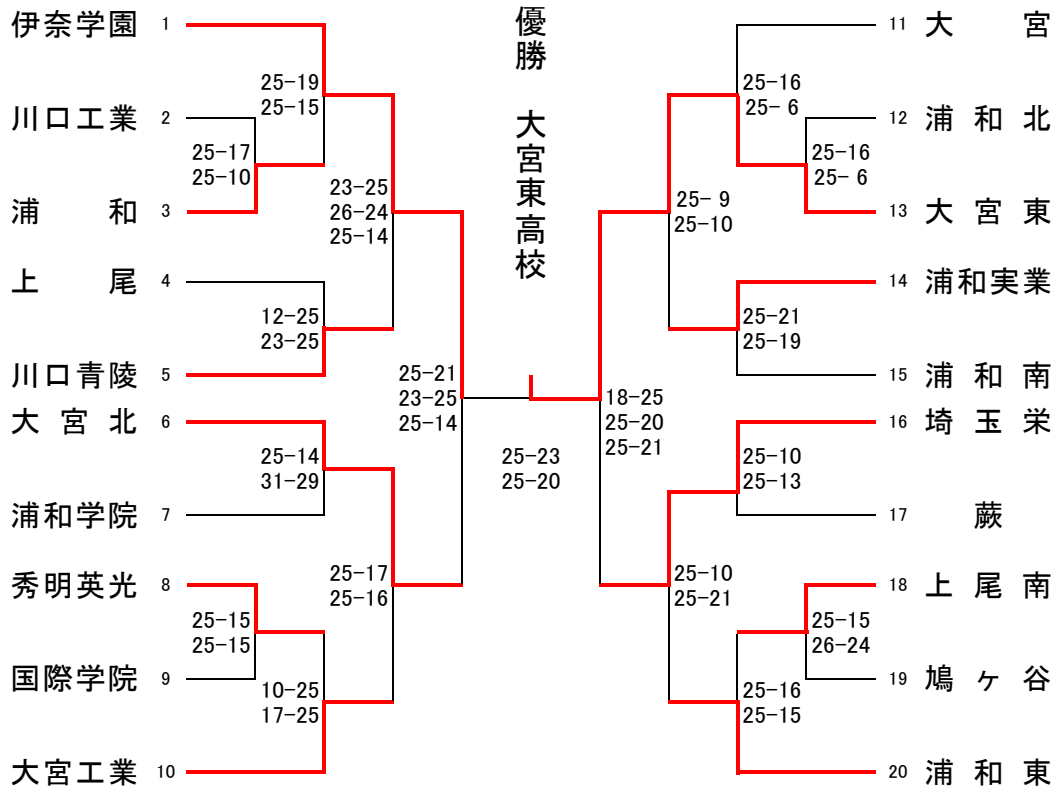 優勝 大宮東高校
伊奈学園 1
川口工業 2
浦和 3
上尾 4
川口青陵 5
大宮北 6
浦和学院 7
秀明英光 8
国際学院 9
大宮工業 10
25-19
25-15
25-17
25-10
23-25
26-24
25-14
12-25
23-25
25-21
23-25
25-14
25-14
31-29
25-17
25-16
25-15
25-15
10-25
17-25
25-23
25-20
11 大宮
12 浦和北
13 大宮東
14 浦和実業
15 浦和南
16 埼玉栄
17 蕨
18 上尾南
19 鳩ヶ谷
20 浦和東
25-16
25- 6
25-16
25- 6
25- 9
25-10
25-21
25-19
18-25
25-20
25-21
25-10
25-13
25-10
25-21
25-15
26-24
25-16
25-15